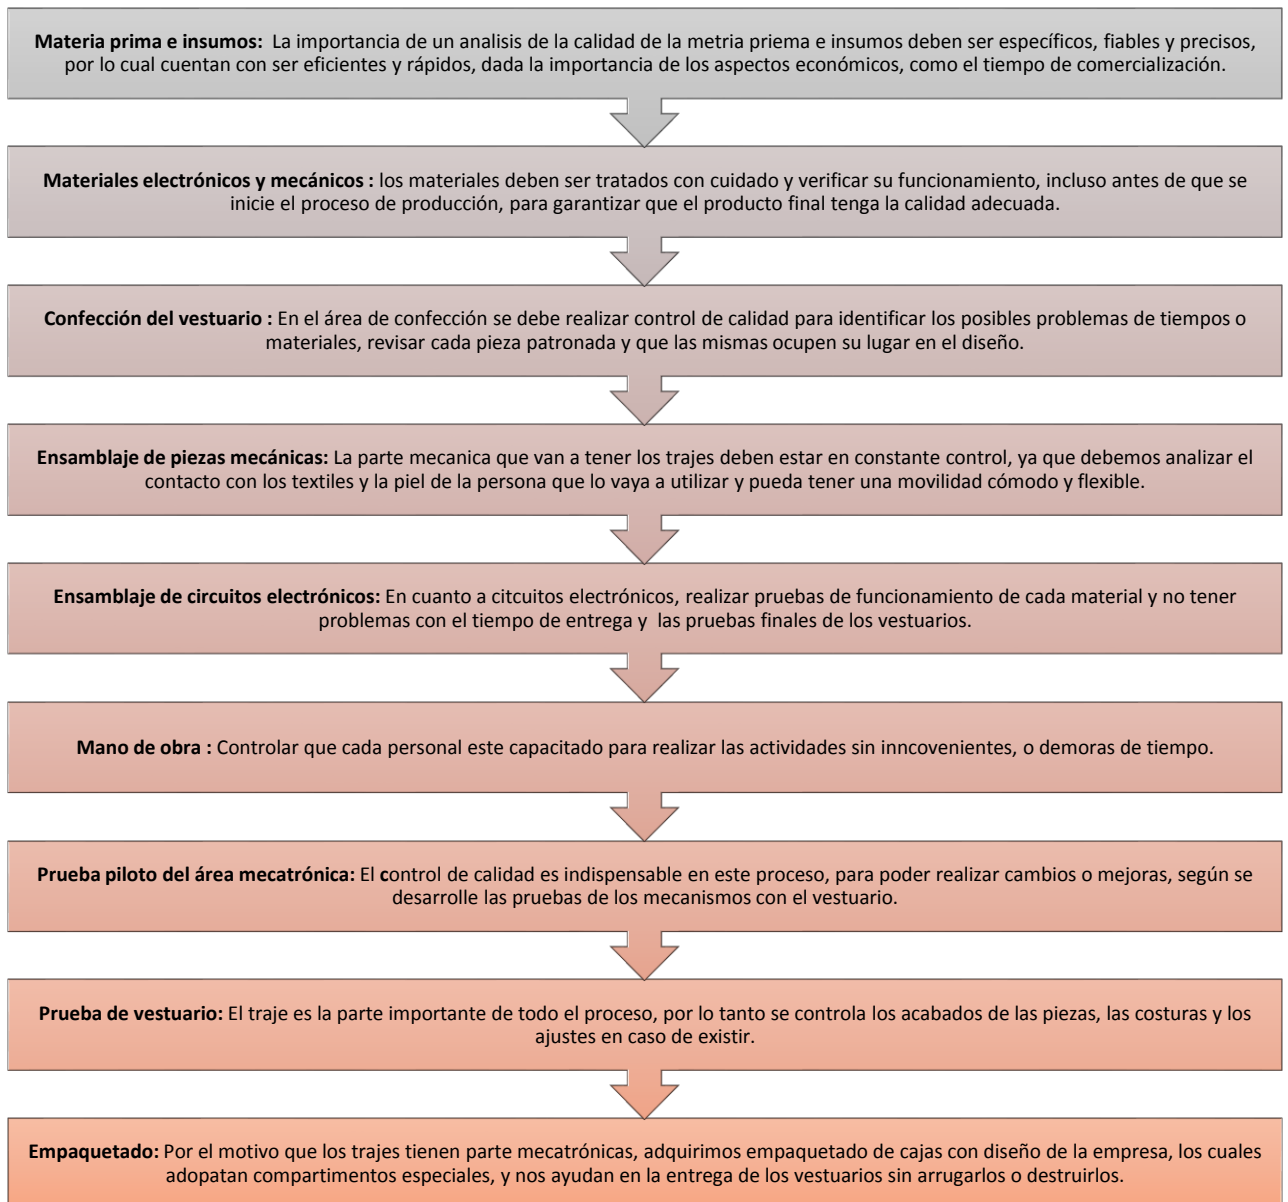 Materia prima e insumos: La importancia de un analisis de la calidad de la metria priema e insumos deben ser específicos, fiables y precisos,
por lo cual cuentan con ser eficientes y rápidos, dada la importancia de los aspectos económicos, como el tiempo de comercialización.
Materiales electrónicos y mecánicos : los materiales deben ser tratados con cuidado y verificar su funcionamiento, incluso antes de que se
inicie el proceso de producción, para garantizar que el producto final tenga la calidad adecuada.
Confección del vestuario : En el área de confección se debe realizar control de calidad para identificar los posibles problemas de tiempos o
materiales, revisar cada pieza patronada y que las mismas ocupen su lugar en el diseño.
Ensamblaje de piezas mecánicas: La parte mecanica que van a tener los trajes deben estar en constante control, ya que debemos analizar el
contacto con los textiles y la piel de la persona que lo vaya a utilizar y pueda tener una movilidad cómodo y flexible.
Ensamblaje de circuitos electrónicos: En cuanto a citcuitos electrónicos, realizar pruebas de funcionamiento de cada material y no tener
problemas con el tiempo de entrega y las pruebas finales de los vestuarios.
Mano de obra : Controlar que cada personal este capacitado para realizar las actividades sin inncovenientes, o demoras de tiempo.
Prueba piloto del área mecatrónica: El control de calidad es indispensable en este proceso, para poder realizar cambios o mejoras, según se
desarrolle las pruebas de los mecanismos con el vestuario.
Prueba de vestuario: El traje es la parte importante de todo el proceso, por lo tanto se controla los acabados de las piezas, las costuras y los
ajustes en caso de existir.
Empaquetado: Por el motivo que los trajes tienen parte mecatrónicas, adquirimos empaquetado de cajas con diseño de la empresa, los cuales
adopatan compartimentos especiales, y nos ayudan en la entrega de los vestuarios sin arrugarlos o destruirlos.